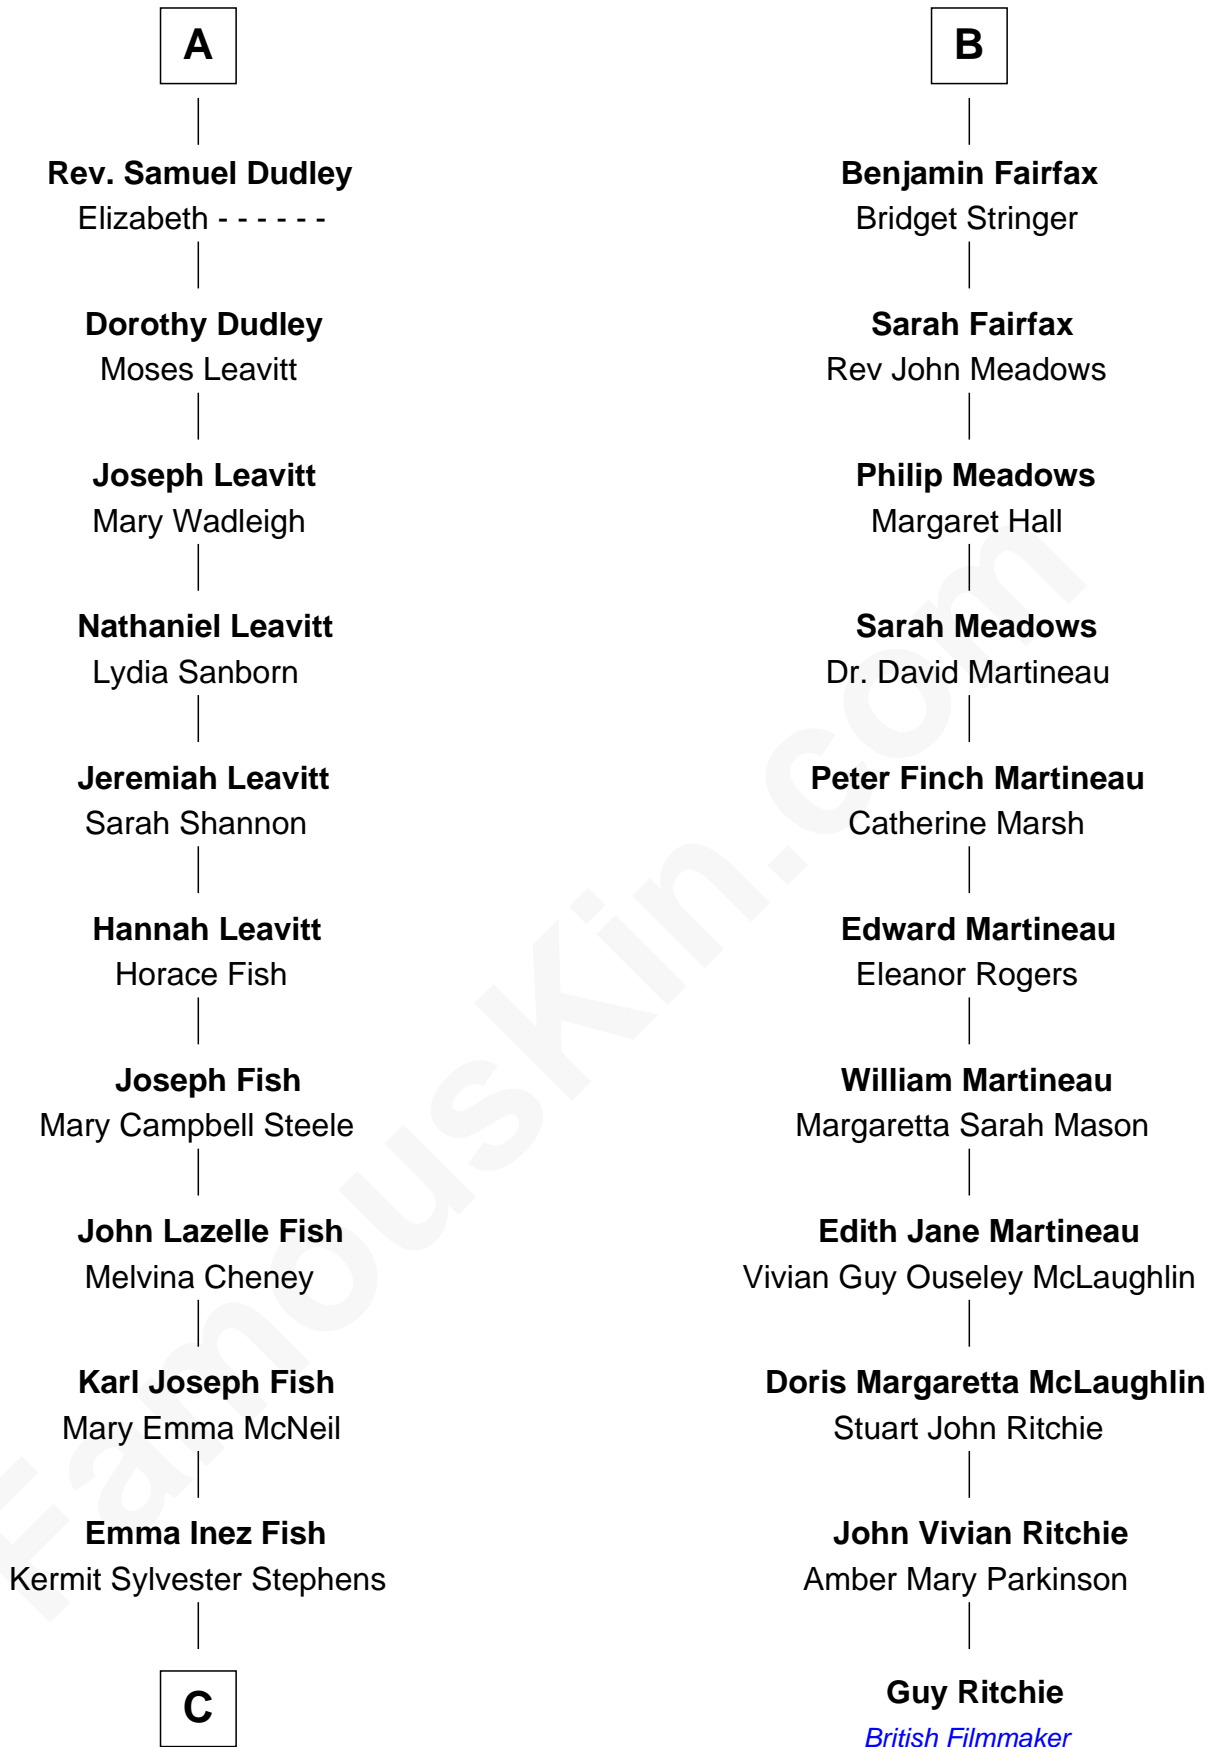 A
Rev. Samuel Dudley
Elizabeth - - - - - -
Dorothy Dudley
Moses Leavitt
Joseph Leavitt
Mary Wadleigh
Nathaniel Leavitt
Lydia Sanborn
Jeremiah Leavitt
Sarah Shannon
Hannah Leavitt
Horace Fish
Joseph Fish
Mary Campbell Steele
John Lazelle Fish
Melvina Cheney
Karl Joseph Fish
Mary Emma McNeil
Emma Inez Fish
Kermit Sylvester Stephens
C
B
Benjamin Fairfax
Bridget Stringer
Sarah Fairfax
Rev John Meadows
Philip Meadows
Margaret Hall
Sarah Meadows
Dr. David Martineau
Peter Finch Martineau
Catherine Marsh
Edward Martineau
Eleanor Rogers
William Martineau
Margaretta Sarah Mason
Edith Jane Martineau
Vivian Guy Ouseley McLaughlin
Doris Margaretta McLaughlin
Stuart John Ritchie
John Vivian Ritchie
Amber Mary Parkinson
Guy Ritchie
British Filmmaker
FamousKin.com